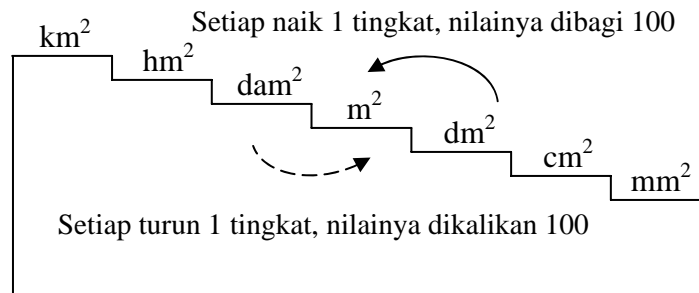 Setiap naik 1 tingkat, nilainya dibagi 100
km²
hm²
dam²
m²
dm²
cm²
mm²
Setiap turun 1 tingkat, nilainya dikalikan 100